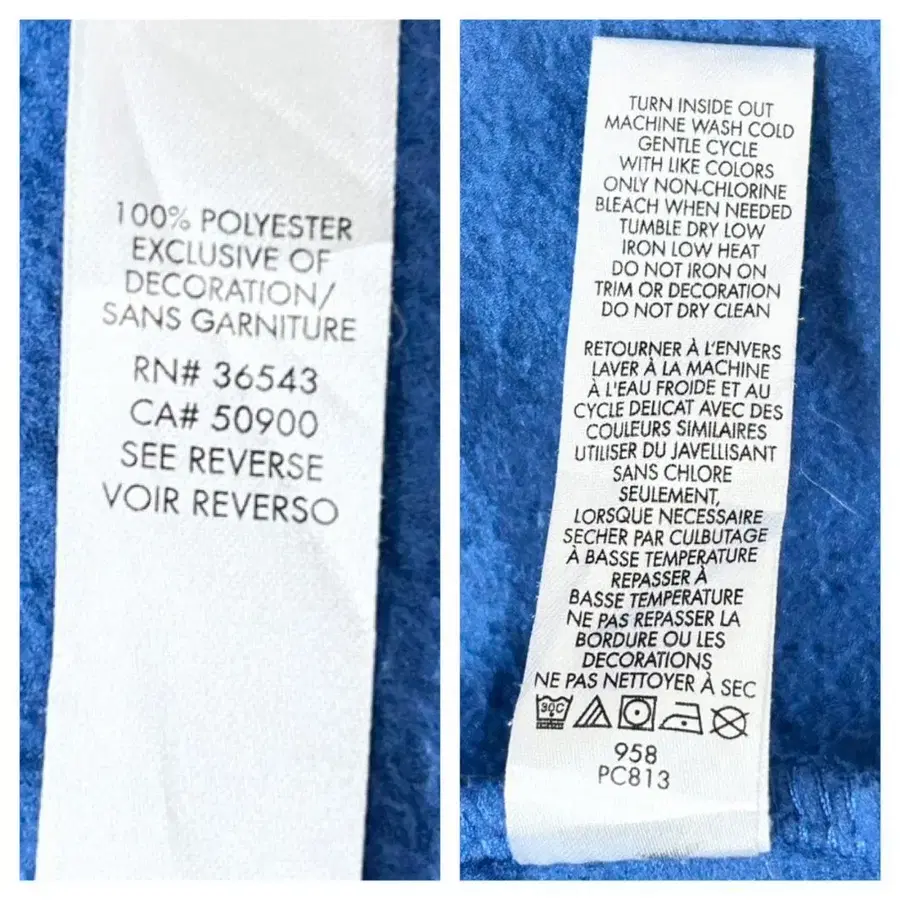 100% POLYESTER
EXCLUSIVE OF
DECORATION/
SANS GARNITURE
RN# 36543
CA# 50900
SEE REVERSE
VOIR REVERSO
TURN INSIDE OUT
MACHINE WASH COLD
GENTLE CYCLE
WITH LIKE COLORS
ONLY NON-CHLORINE
BLEACH WHEN NEEDED
TUMBLE DRY LOW
IRON LOW HEAT
DO NOT IRON ON
TRIM OR DECORATION
DO NOT DRY CLEAN
RETOURNER À L'ENVERS
LAVER À LA MACHINE
À L'EAU FROIDE ET AU
CYCLE DELICAT AVEC DES
COULEURS SIMILAIRES
UTILISER DU JAVELLISANT
SANS CHLORE
SEULEMENT,
LORSQUE NECESSAIRE
SECHER PAR CULBUTAGE
À BASSE TEMPERATURE
REPASSER À
BASSE TEMPERATURE
NE PAS REPASSER LA
BORDURE OU LES
DECORATIONS
NE PAS NETTOYER À SEC
30C
958
PC813